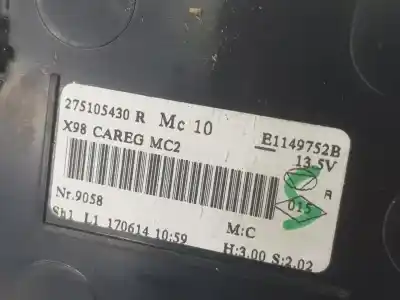 275105430 R Mc 10 E1149752B
X98 CAREG MC2 13.5V
R
015
Nr.9058 M:C
Sh1 L1 170614 10:59 H:3.00 S:2.02